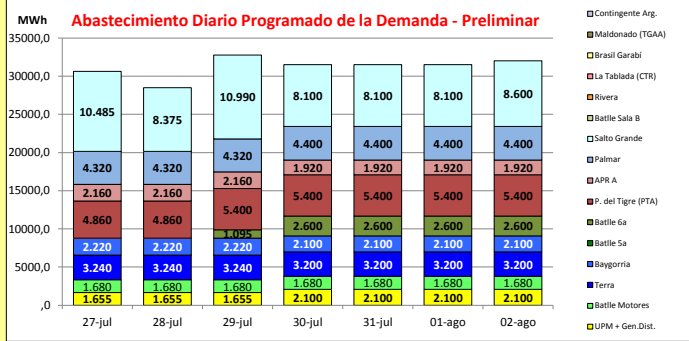 MWh
Abastecimiento Diario Programado de la Demanda - Preliminar
35000,0
30000,0
25000,0
20000,0
15000,0
10000,0
5000,0
,0
10.485 8.375 10.990 8.100 8.100 8.100 8.600
4.320 4.320 4.320 4.400 4.400 4.400 4.400
2.160 2.160 2.160 1.920 1.920 1.920 1.920
4.860 4.860 5.400 5.400 5.400 5.400 5.400
1.095 2.600 2.600 2.600 2.600
2.220 2.220 2.220 2.100 2.100 2.100 2.100
3.240 3.240 3.240 3.200 3.200 3.200 3.200
1.680 1.680 1.680 1.680 1.680 1.680 1.680
1.655 1.655 1.655 2.100 2.100 2.100 2.100
27-jul 28-jul 29-jul 30-jul 31-jul 01-ago 02-ago
Contingente Arg.
Maldonado (TGAA)
Brasil Garabí
La Tablada (CTR)
Rivera
Batlle Sala B
Salto Grande
Palmar
APR A
P. del Tigre (PTA)
Batlle 6a
Batlle 5a
Baygorria
Terra
Batlle Motores
UPM + Gen.Dist.